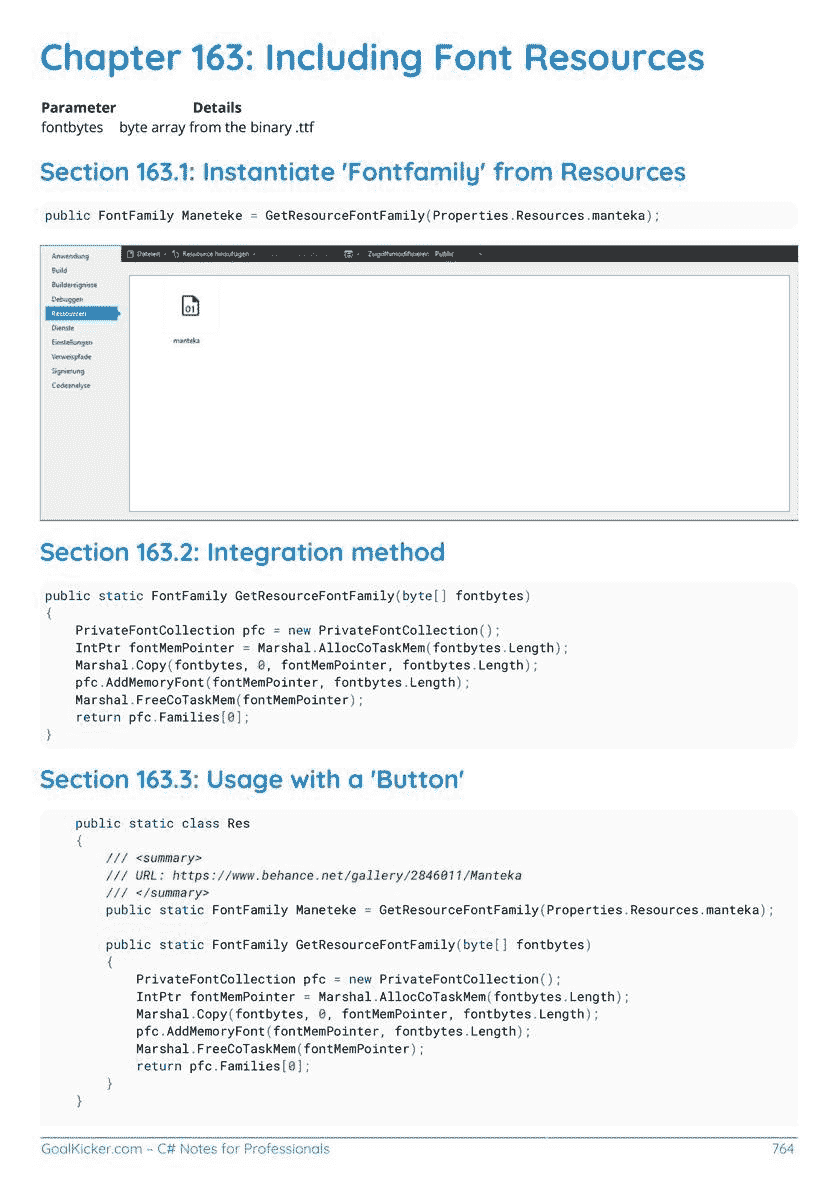 Chapter 163: Including Font Resources
Parameter Details
fontbytes byte array from the binary .ttf
Section 163.1: Instantiate 'Fontfamily' from Resources
public FontFamily Maneteke = GetResourceFontFamily(Properties.Resources.manteka);
Dateien Ressource hinzufügen Zugriffsmodifizierer: Public
Anwendung
Build
Buildereignisse
Debuggen
Ressourcen
Dienste
Einstellungen
Verweispfade
Signierung
Codeanalyse
01
manteka
Section 163.2: Integration method
public static FontFamily GetResourceFontFamily(byte[] fontbytes)
{
PrivateFontCollection pfc = new PrivateFontCollection();
IntPtr fontMemPointer = Marshal.AllocCoTaskMem(fontbytes.Length);
Marshal.Copy(fontbytes, 0, fontMemPointer, fontbytes.Length);
pfc.AddMemoryFont(fontMemPointer, fontbytes.Length);
Marshal.FreeCoTaskMem(fontMemPointer);
return pfc.Families[0];
}
Section 163.3: Usage with a 'Button'
public static class Res
{
/// <summary>
/// URL: https://www.behance.net/gallery/2846011/Manteka
/// </summary>
public static FontFamily Maneteke = GetResourceFontFamily(Properties.Resources.manteka);
public static FontFamily GetResourceFontFamily(byte[] fontbytes)
{
PrivateFontCollection pfc = new PrivateFontCollection();
IntPtr fontMemPointer = Marshal.AllocCoTaskMem(fontbytes.Length);
Marshal.Copy(fontbytes, 0, fontMemPointer, fontbytes.Length);
pfc.AddMemoryFont(fontMemPointer, fontbytes.Length);
Marshal.FreeCoTaskMem(fontMemPointer);
return pfc.Families[0];
}
}
GoalKicker.com – C# Notes for Professionals 764